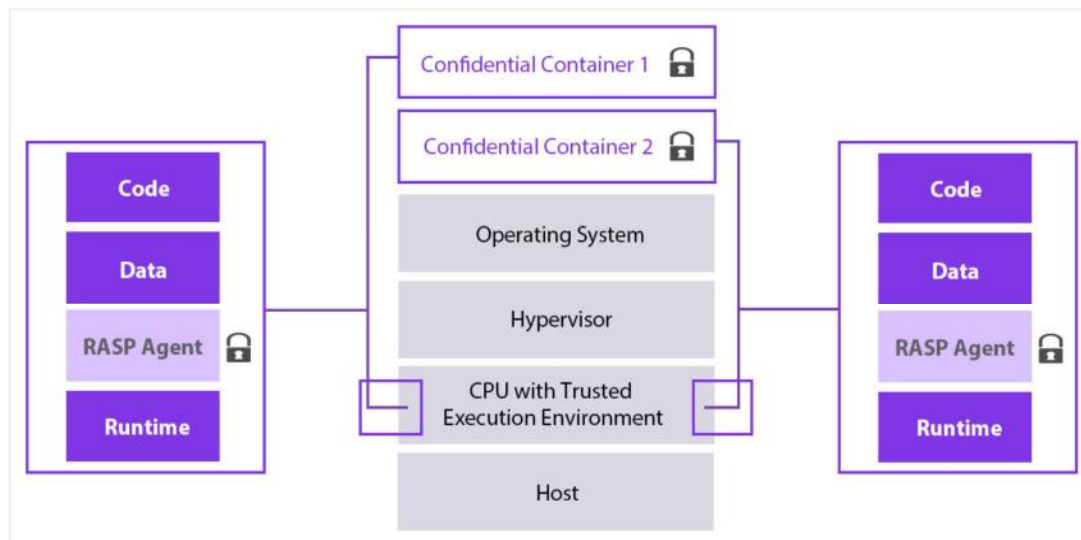 Confidential Container 1
Confidential Container 2
Code
Data
RASP Agent
Runtime
Operating System
Hypervisor
CPU with Trusted
Execution Environment
Host
Code
Data
RASP Agent
Runtime